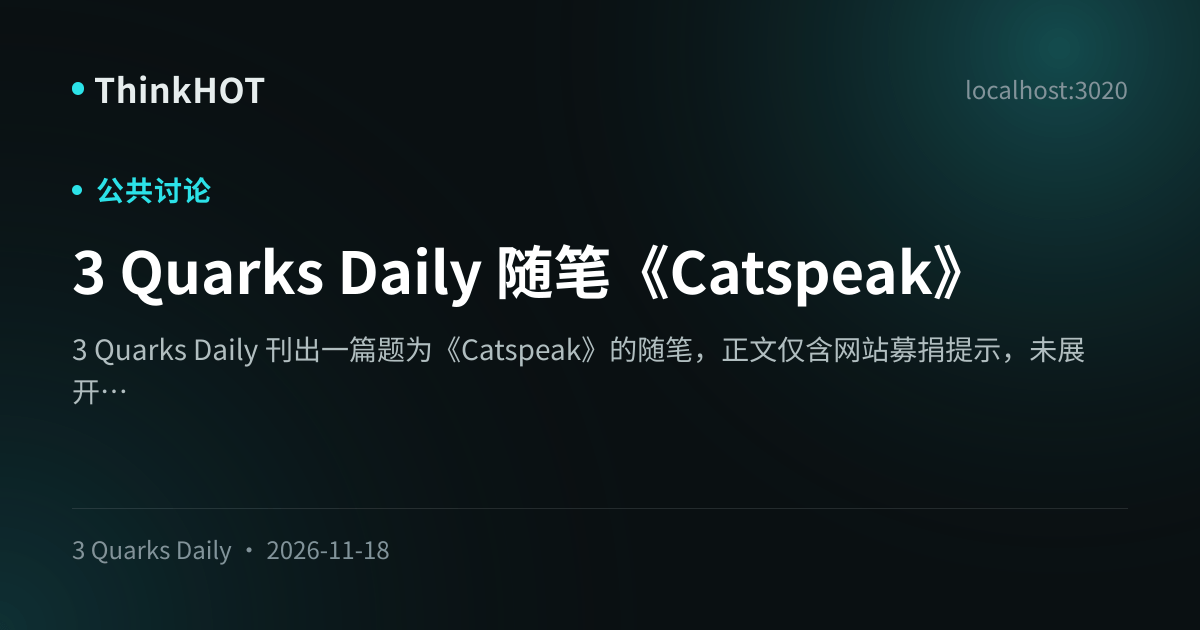 ThinkHOT
localhost:3020
公共讨论
3 Quarks Daily 随笔《Catspeak》
3 Quarks Daily 刊出一篇题为《Catspeak》的随笔，正文仅含网站募捐提示，未展
开…
3 Quarks Daily · 2026-11-18